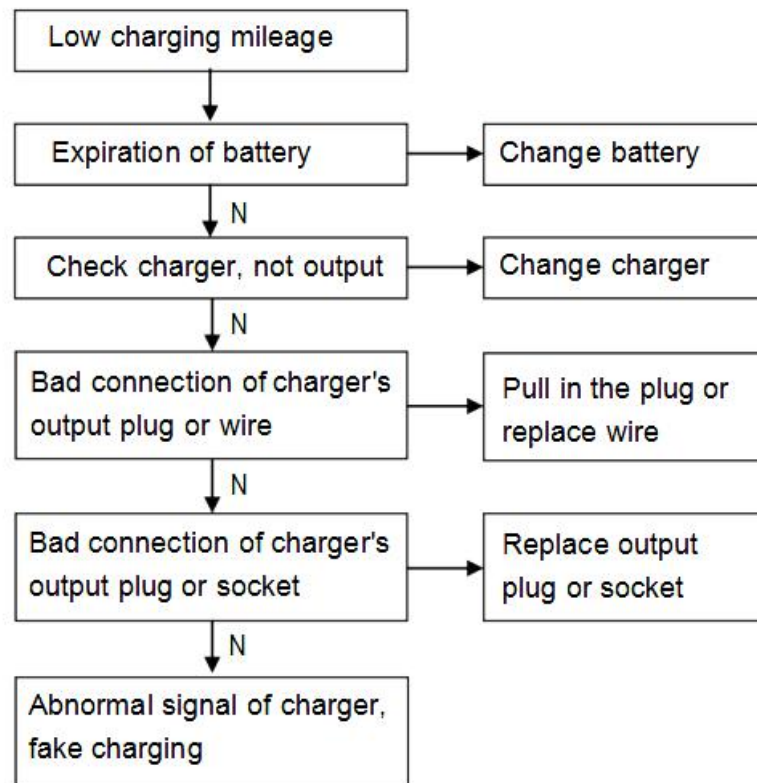 Low charging mileage
Expiration of battery
Change battery
N
Check charger, not output
Change charger
N
Bad connection of charger's
output plug or wire
Pull in the plug or
replace wire
N
Bad connection of charger's
output plug or socket
Replace output
plug or socket
N
Abnormal signal of charger,
fake charging